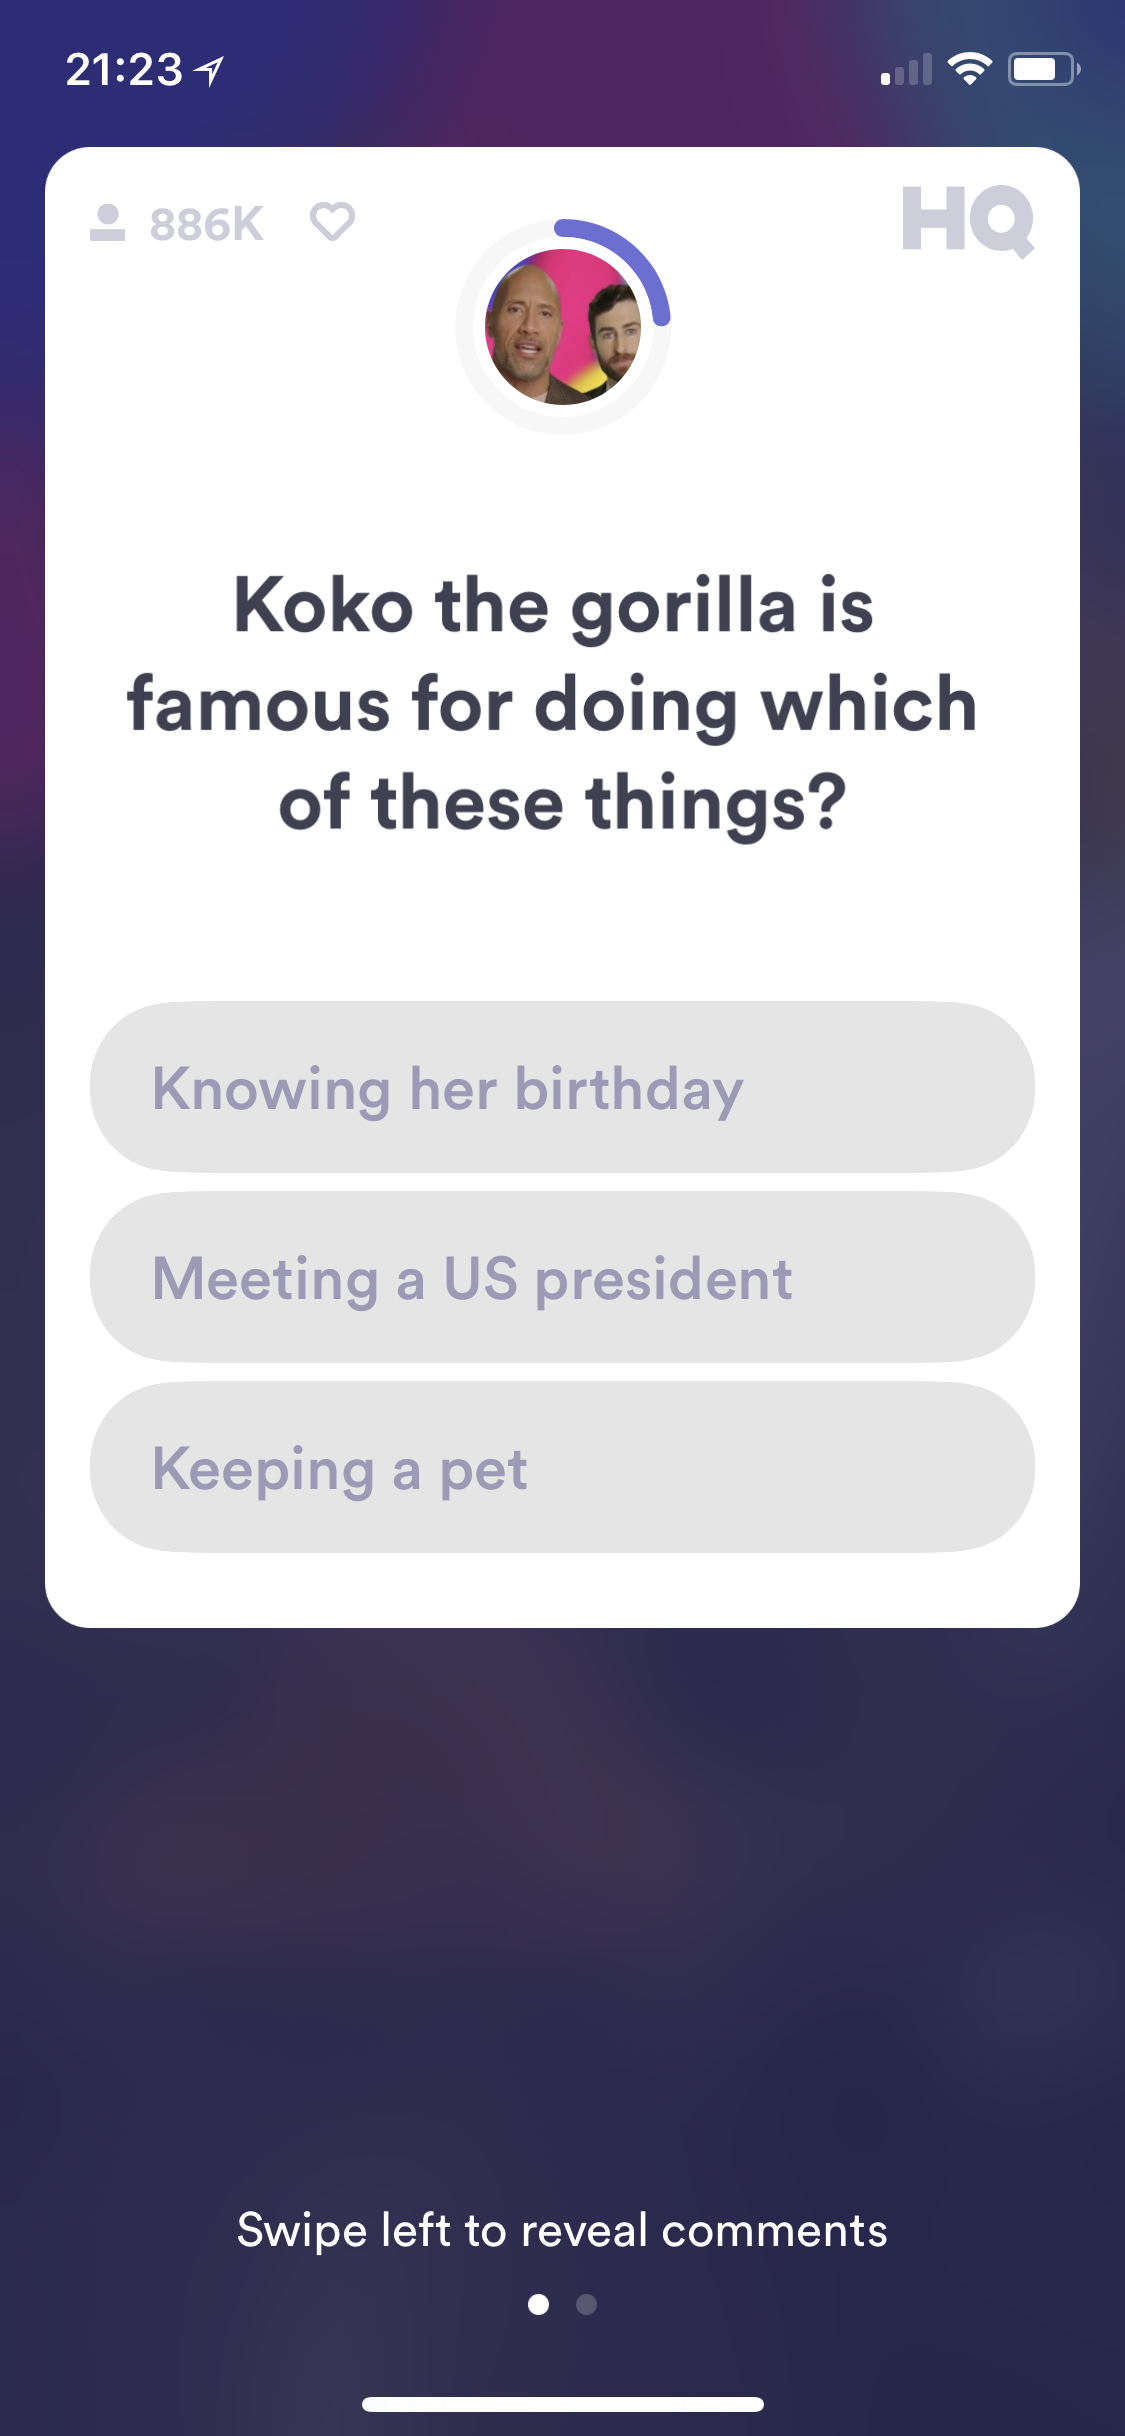 21:23
886K
HQ
Koko the gorilla is
famous for doing which
of these things?
Knowing her birthday
Meeting a US president
Keeping a pet
Swipe left to reveal comments